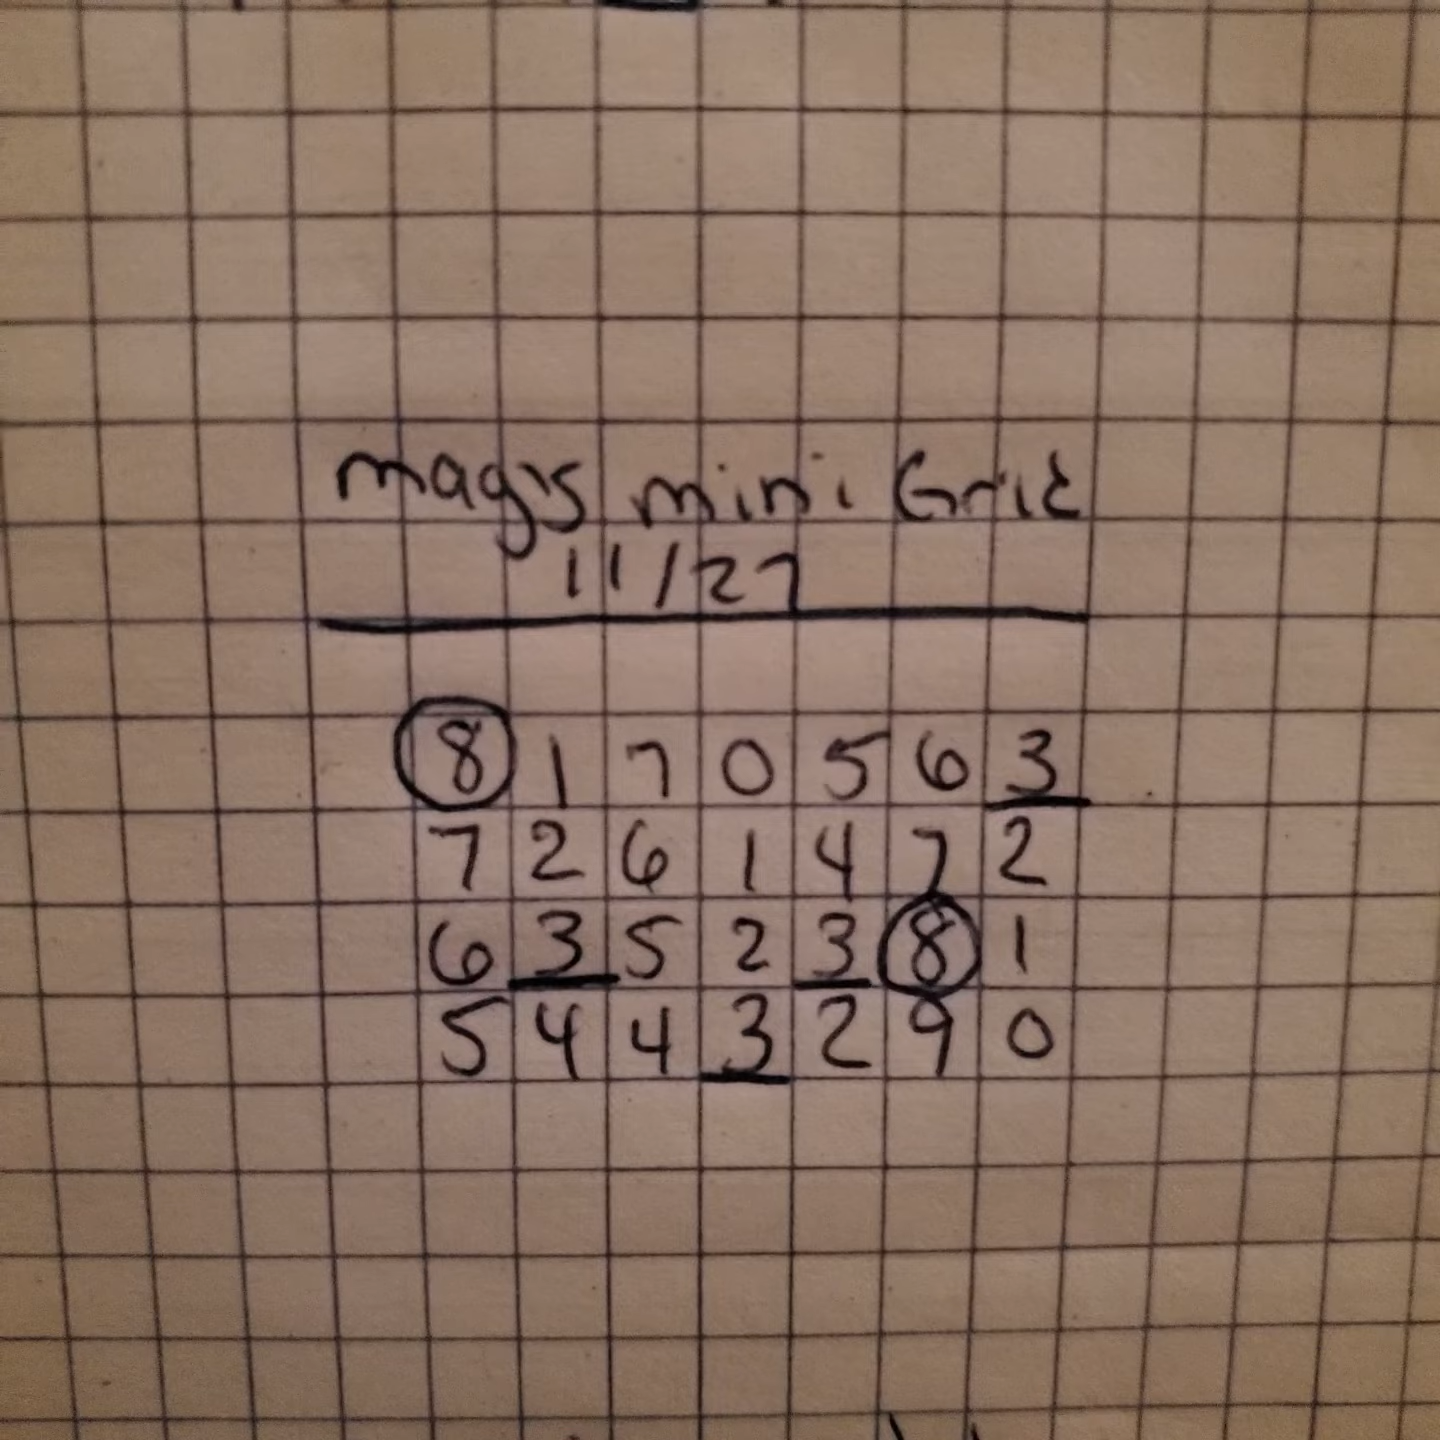 mag's mini Grid
11/27
8 1 7 0 5 6 3
7 2 6 1 4 7 2
6 3 5 2 3 8 1
5 4 4 3 2 9 0